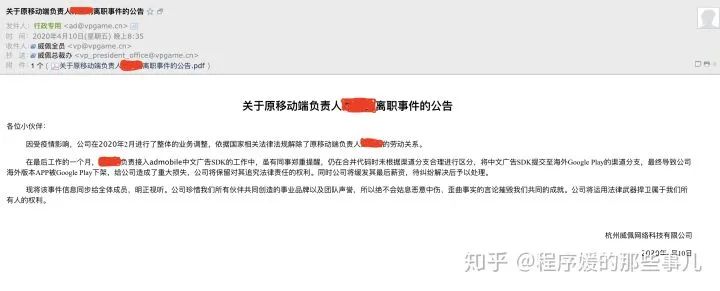 关于原移动端负责人离职事件的公告
发件人：行政专用 <ad@vpgame.cn>
时 间：2020年4月10日(星期五) 晚上8:35
收件人：威佩全员 <vp@vpgame.cn>
抄 送：威佩总裁办 <vp_president_office@vpgame.cn>
附 件：1 个 (关于原移动端负责人离职事件的公告.pdf)
关于原移动端负责人离职事件的公告
各位小伙伴：
因受疫情影响，公司在2020年2月进行了整体的业务调整，依据国家相关法律法规解除了原移动端负责人的劳动关系。
在最后工作的一个月，负责接入admobile中文广告SDK的工作中，虽有同事郑重提醒，仍在合并代码时未根据渠道分支合理进行区分，将中文广告SDK提交至海外Google Play的渠道分支，最终导致公司
海外版本APP被Google Play下架，给公司造成了重大损失，公司将保留对其追究法律责任的权利。同时公司将缓发其最后薪资，待纠纷解决后予以处理。
现将该事件信息同步给全体成员，明正视听。公司珍惜我们所有伙伴共同创造的事业品牌以及团队声誉，所以绝不会姑息恶意中伤，歪曲事实的言论摧毁我们共同的成就。公司将运用法律武器捍卫属于我们所
有人的权利。
杭州威佩网络科技有限公司
2020年 月10日
知乎 @程序媛的那些事儿